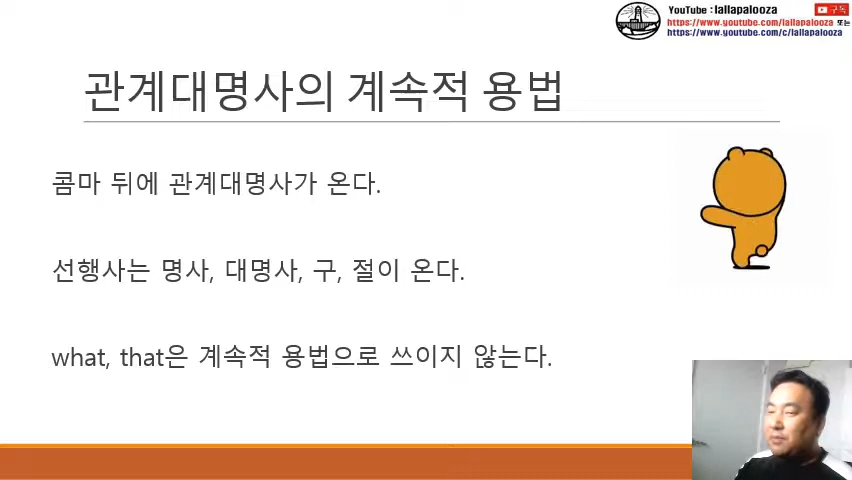 YouTube : lallapalooza 구독
https://www.youtube.com/lallapalooza 또는
https://www.youtube.com/c/lallapalooza
관계대명사의 계속적 용법
콤마 뒤에 관계대명사가 온다.
선행사는 명사, 대명사, 구, 절이 온다.
what, that은 계속적 용법으로 쓰이지 않는다.